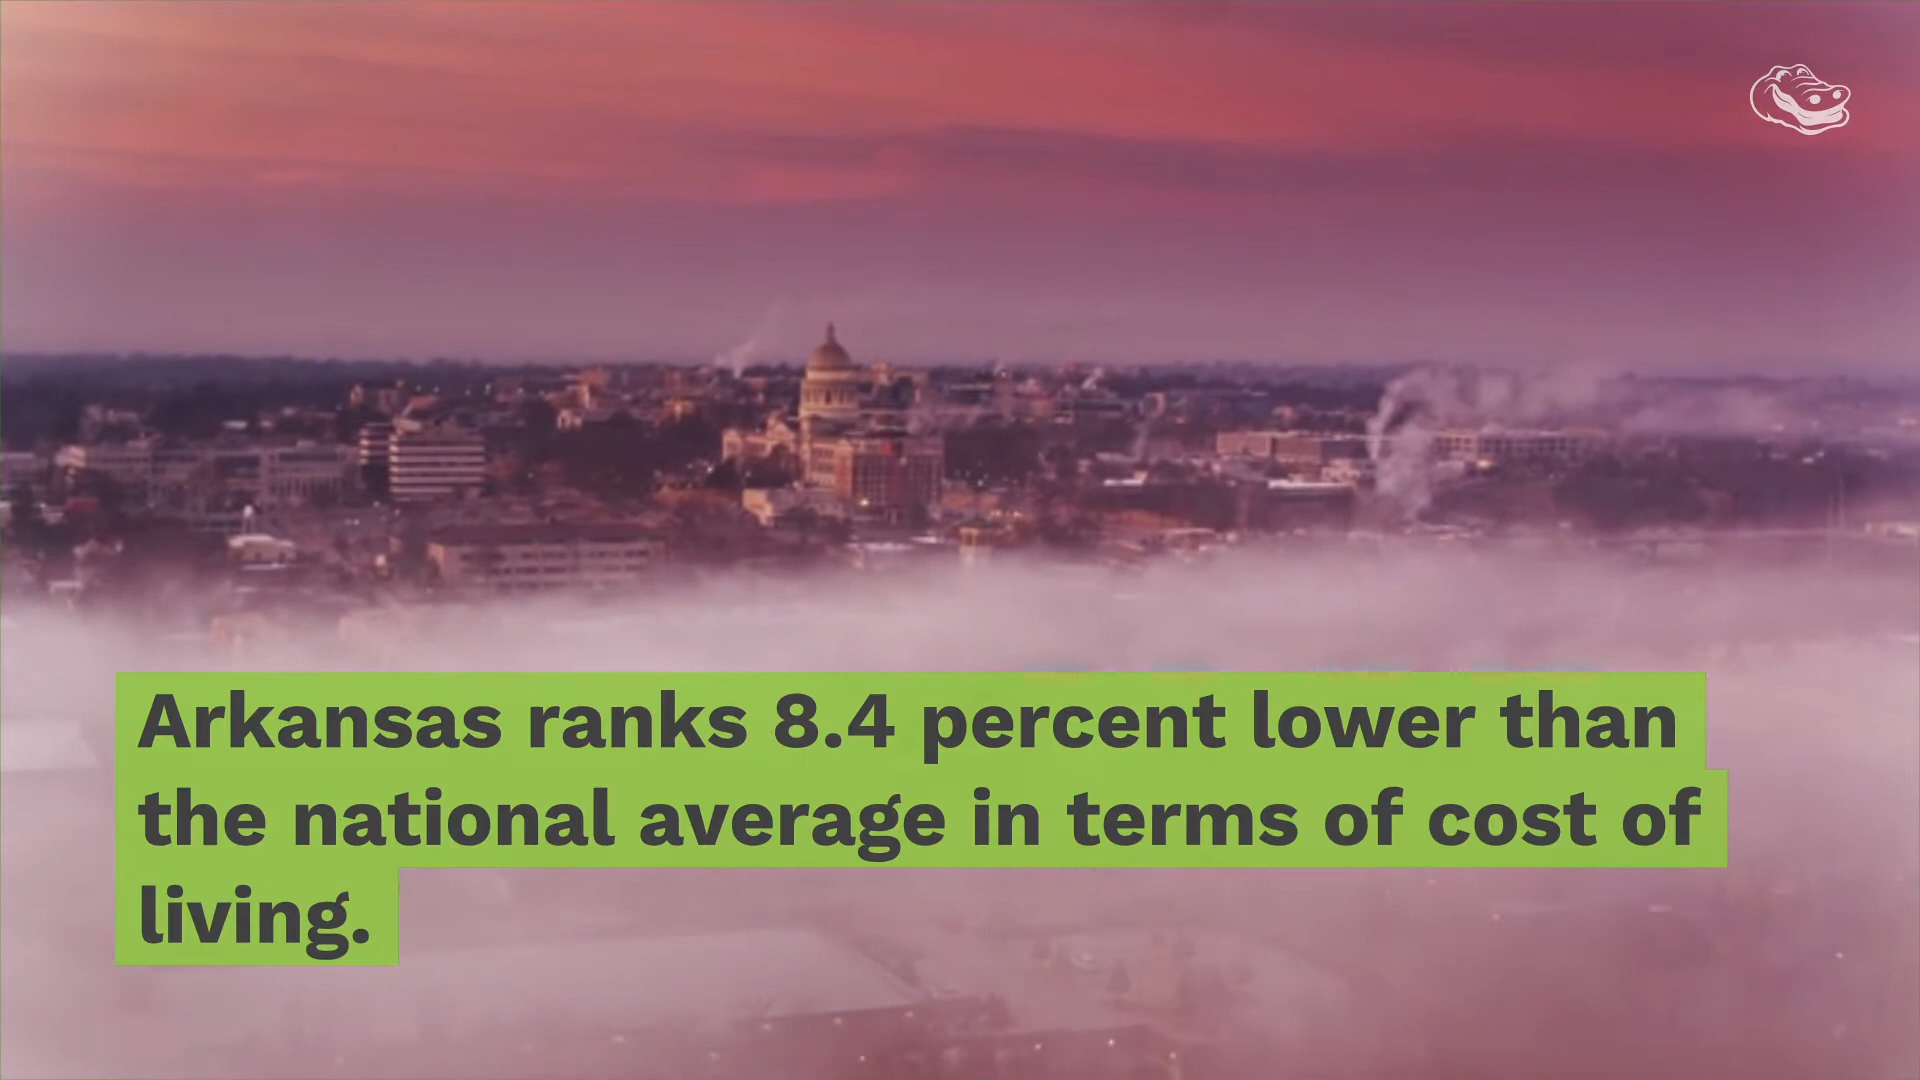 Arkansas ranks 8.4 percent lower than
the national average in terms of cost of
living.